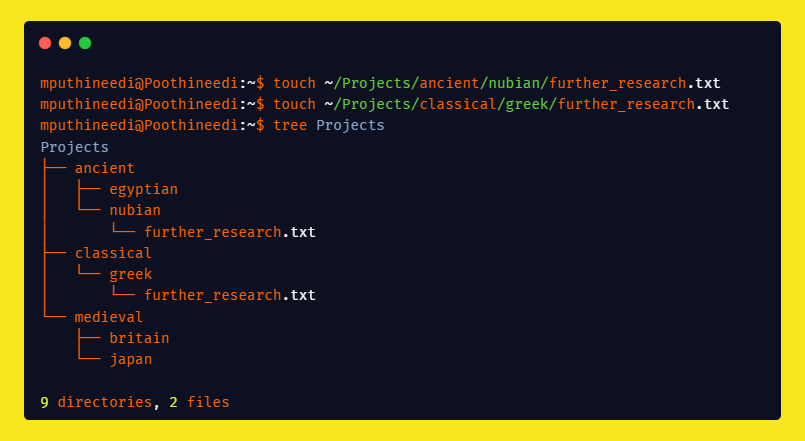 mputhineedi@Poothineedi:~$ touch ~/Projects/ancient/nubian/further_research.txt
mputhineedi@Poothineedi:~$ touch ~/Projects/classical/greek/further_research.txt
mputhineedi@Poothineedi:~$ tree Projects
Projects
├── ancient
│   ├── egyptian
│   └── nubian
│       └── further_research.txt
├── classical
│   └── greek
│       └── further_research.txt
└── medieval
    ├── britain
    └── japan

9 directories, 2 files